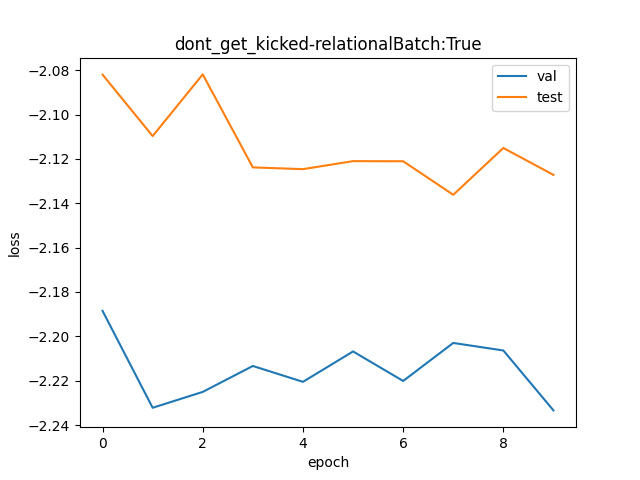 dont_get_kicked-relationalBatch:True
−2.08
−2.10
−2.12
−2.14
−2.16
−2.18
−2.20
−2.22
−2.24
loss
0
2
4
6
8
epoch
val
test